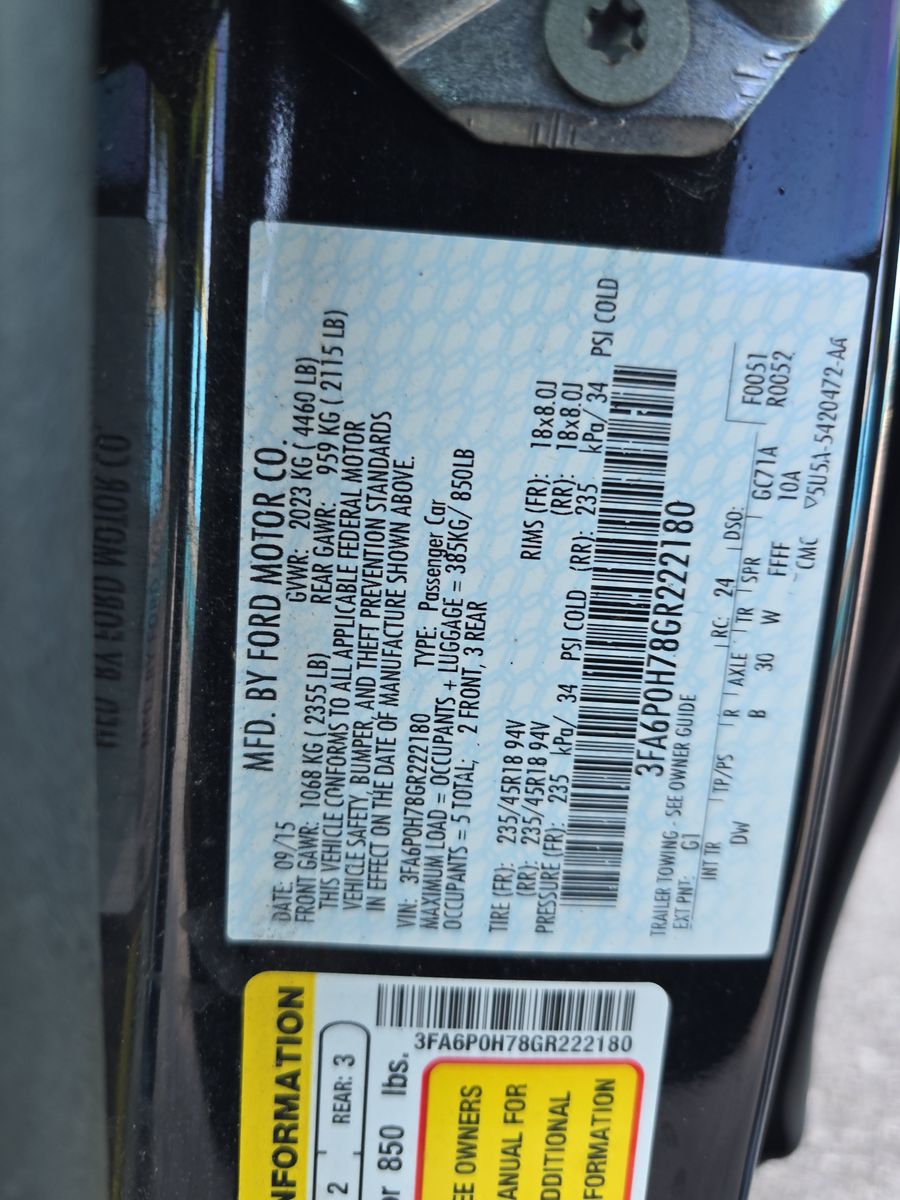 MFD. BY FORD MOTOR CO.
DATE: 09/15 GVWR: 2023 KG ( 4460 LB)
FRONT GAWR: 1068 KG ( 2355 LB) REAR GAWR: 959 KG ( 2115 LB)
THIS VEHICLE CONFORMS TO ALL APPLICABLE FEDERAL MOTOR
VEHICLE SAFETY, BUMPER, AND THEFT PREVENTION STANDARDS
IN EFFECT ON THE DATE OF MANUFACTURE SHOWN ABOVE.
VIN: 3FA6P0H78GR222180 TYPE: Passenger Car
MAXIMUM LOAD = OCCUPANTS + LUGGAGE = 385KG/ 850LB
OCCUPANTS = 5 TOTAL; 2 FRONT, 3 REAR
TIRE (FR): 235/45R18 94V RIMS (FR): 18x8.0J
(RR): 235/45R18 94V (RR): 18x8.0J
PRESSURE (FR): 235 kPa/ 34 PSI COLD (RR): 235 kPa/ 34 PSI COLD
3FA6P0H78GR222180
TRAILER TOWING - SEE OWNER GUIDE
EXT PNT: G1 RC: 24 DSO: F0051
R0052
INT TR TP/PS R AXLE TR SPR GC71A
DW B 30 W FFF 10A
CMC
5U5A-5420472-AA
NFORMATION
2 REAR: 3
or 850 lbs.
3FA6P0H78GR222180
EE OWNERS
ANUAL FOR
DDITIONAL
FORMATION